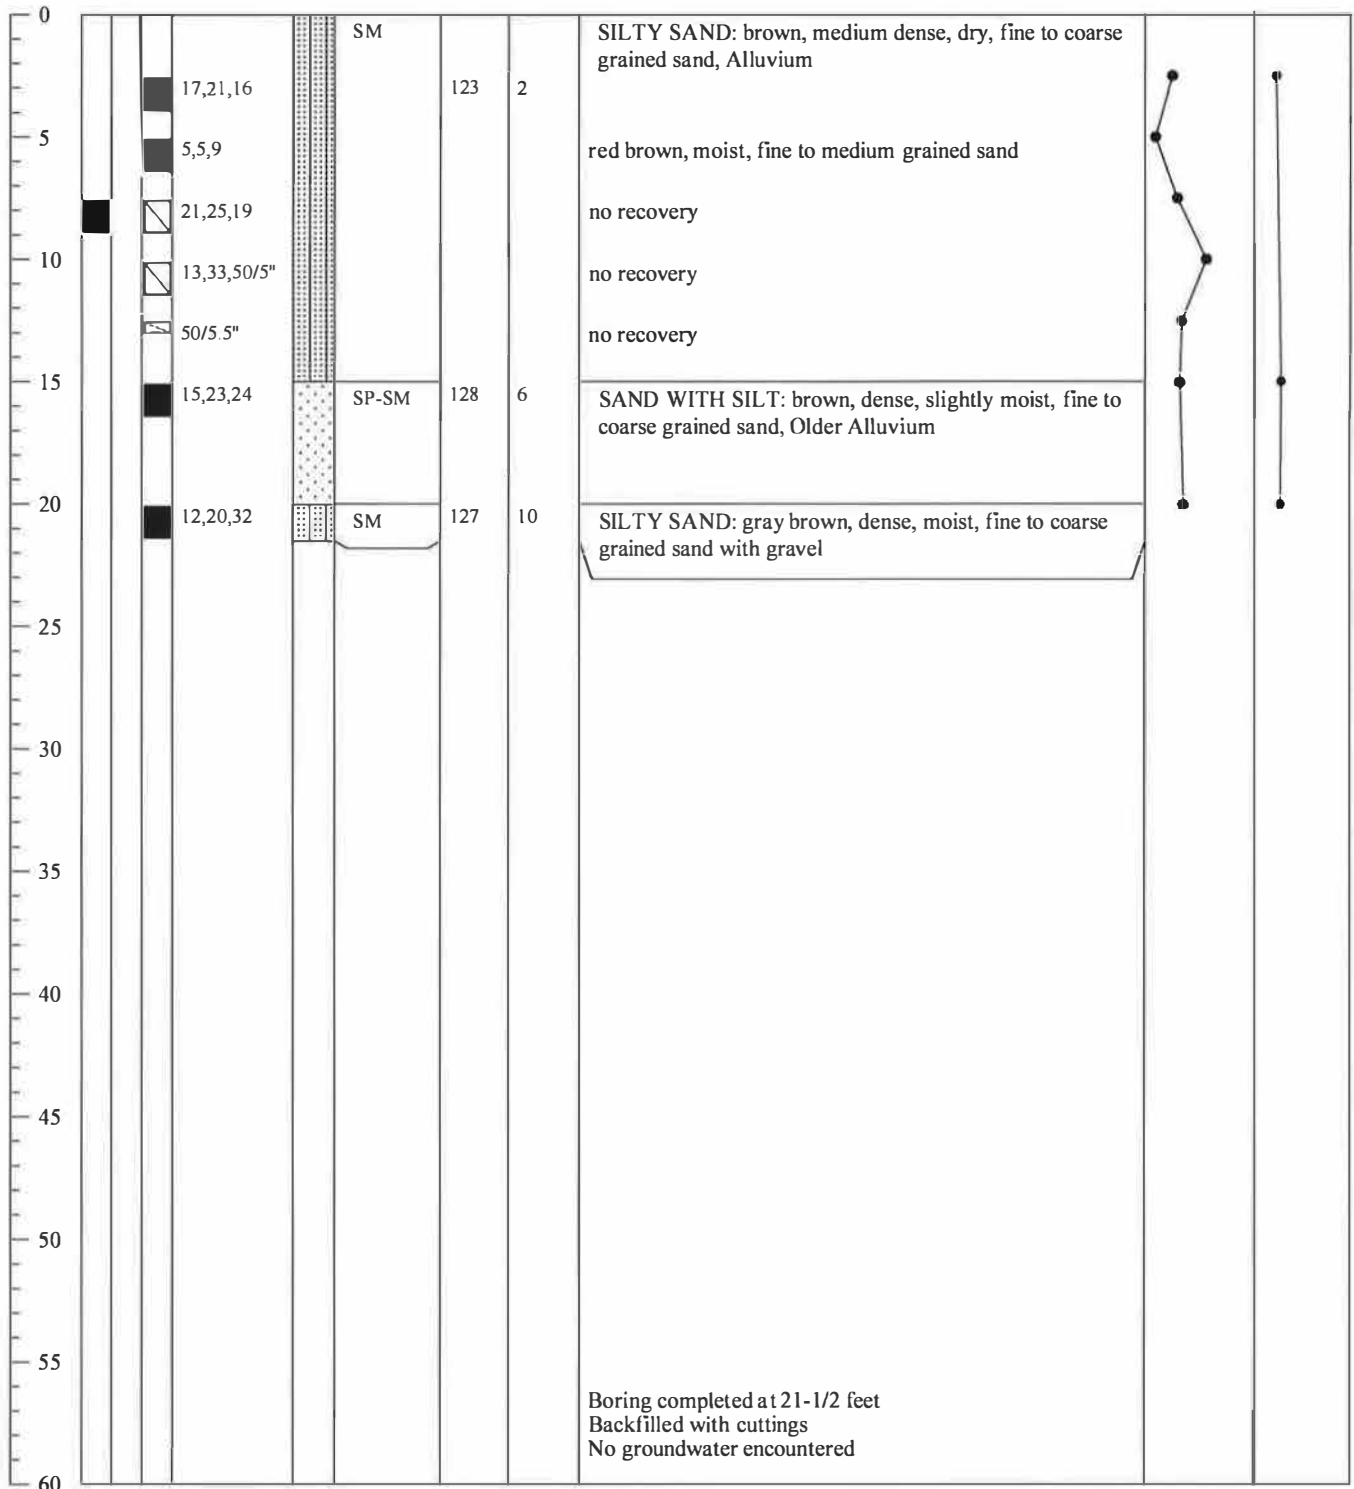 0
SM
SILTY SAND: brown, medium dense, dry, fine to coarse
grained sand, Alluvium
17,21,16
123
2
5
5,5,9
red brown, moist, fine to medium grained sand
21,25,19
no recovery
10
13,33,50/5"
no recovery
50/5.5"
no recovery
15
15,23,24
SP-SM
128
6
SAND WITH SILT: brown, dense, slightly moist, fine to
coarse grained sand, Older Alluvium
20
12,20,32
SM
127
10
SILTY SAND: gray brown, dense, moist, fine to coarse
grained sand with gravel
25
30
35
40
45
50
55
Boring completed at 21-1/2 feet
Backfilled with cuttings
No groundwater encountered
60